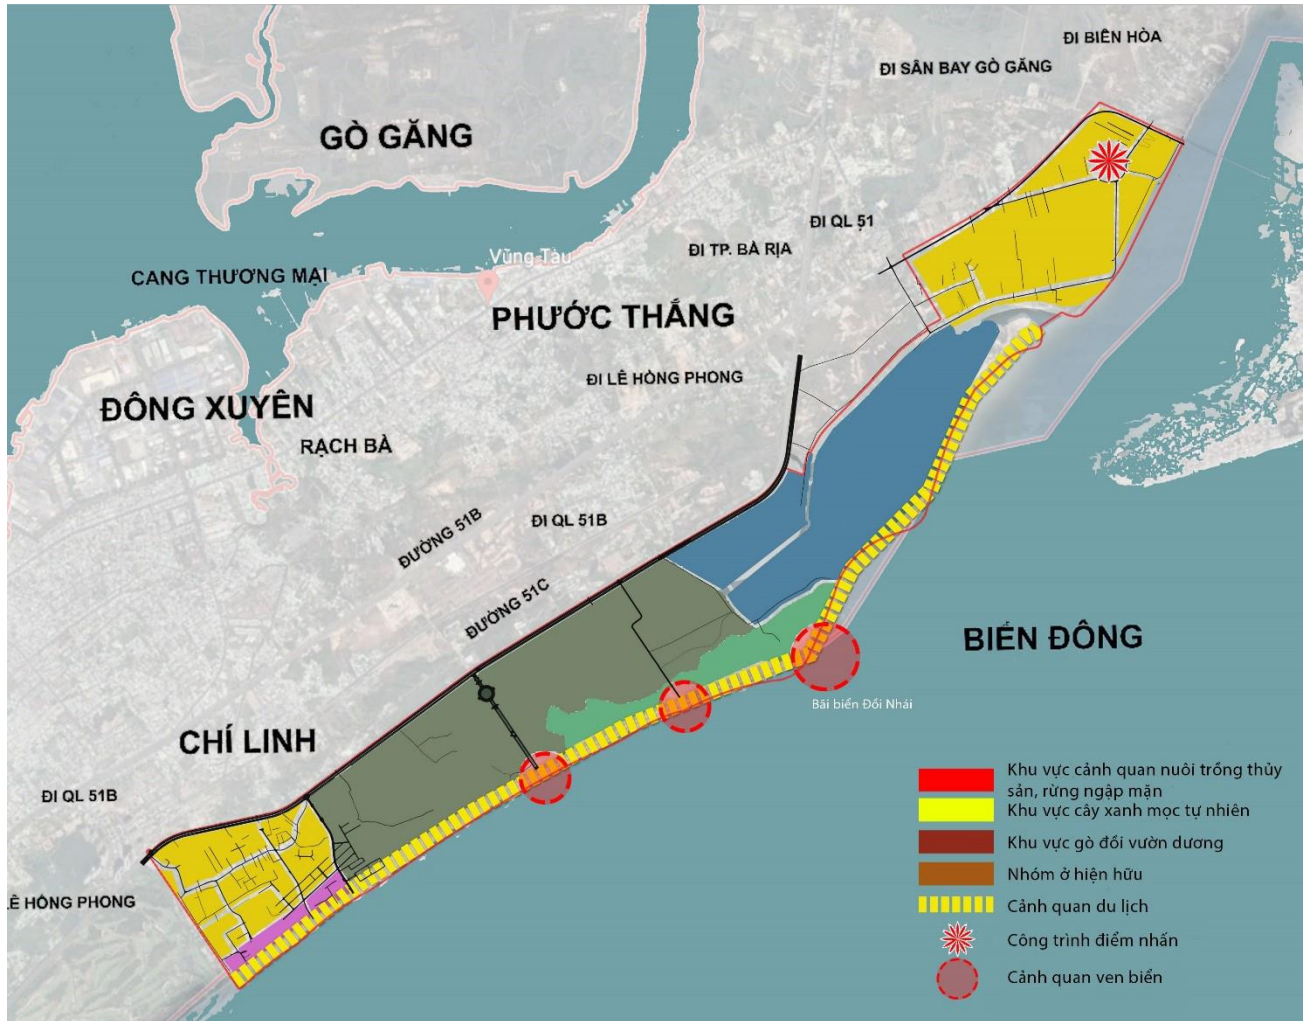 ĐI BIÊN HÒA
ĐI SÂN BAY GÒ GĂNG
GÒ GĂNG
ĐI QL 51
ĐI TP. BÀ RỊA
Vũng Tàu
CANG THƯƠNG MẠI
PHƯỚC THẮNG
ĐI LÊ HÒNG PHONG
ĐÔNG XUYÊN
RẠCH BÀ
ĐƯỜNG 51B
ĐI QL 51B
ĐƯỜNG 51C
BIỂN ĐÔNG
Bãi biển Đồi Nhái
CHÍ LINH
ĐI QL 51B
LÊ HỒNG PHONG
Khu vực cảnh quan nuôi trồng thủy
sản, rừng ngập mặn
Khu vực cây xanh mọc tự nhiên
Khu vực gò đồi vườn dương
Nhóm ở hiện hữu
Cảnh quan du lịch
Công trình điểm nhấn
Cảnh quan ven biển